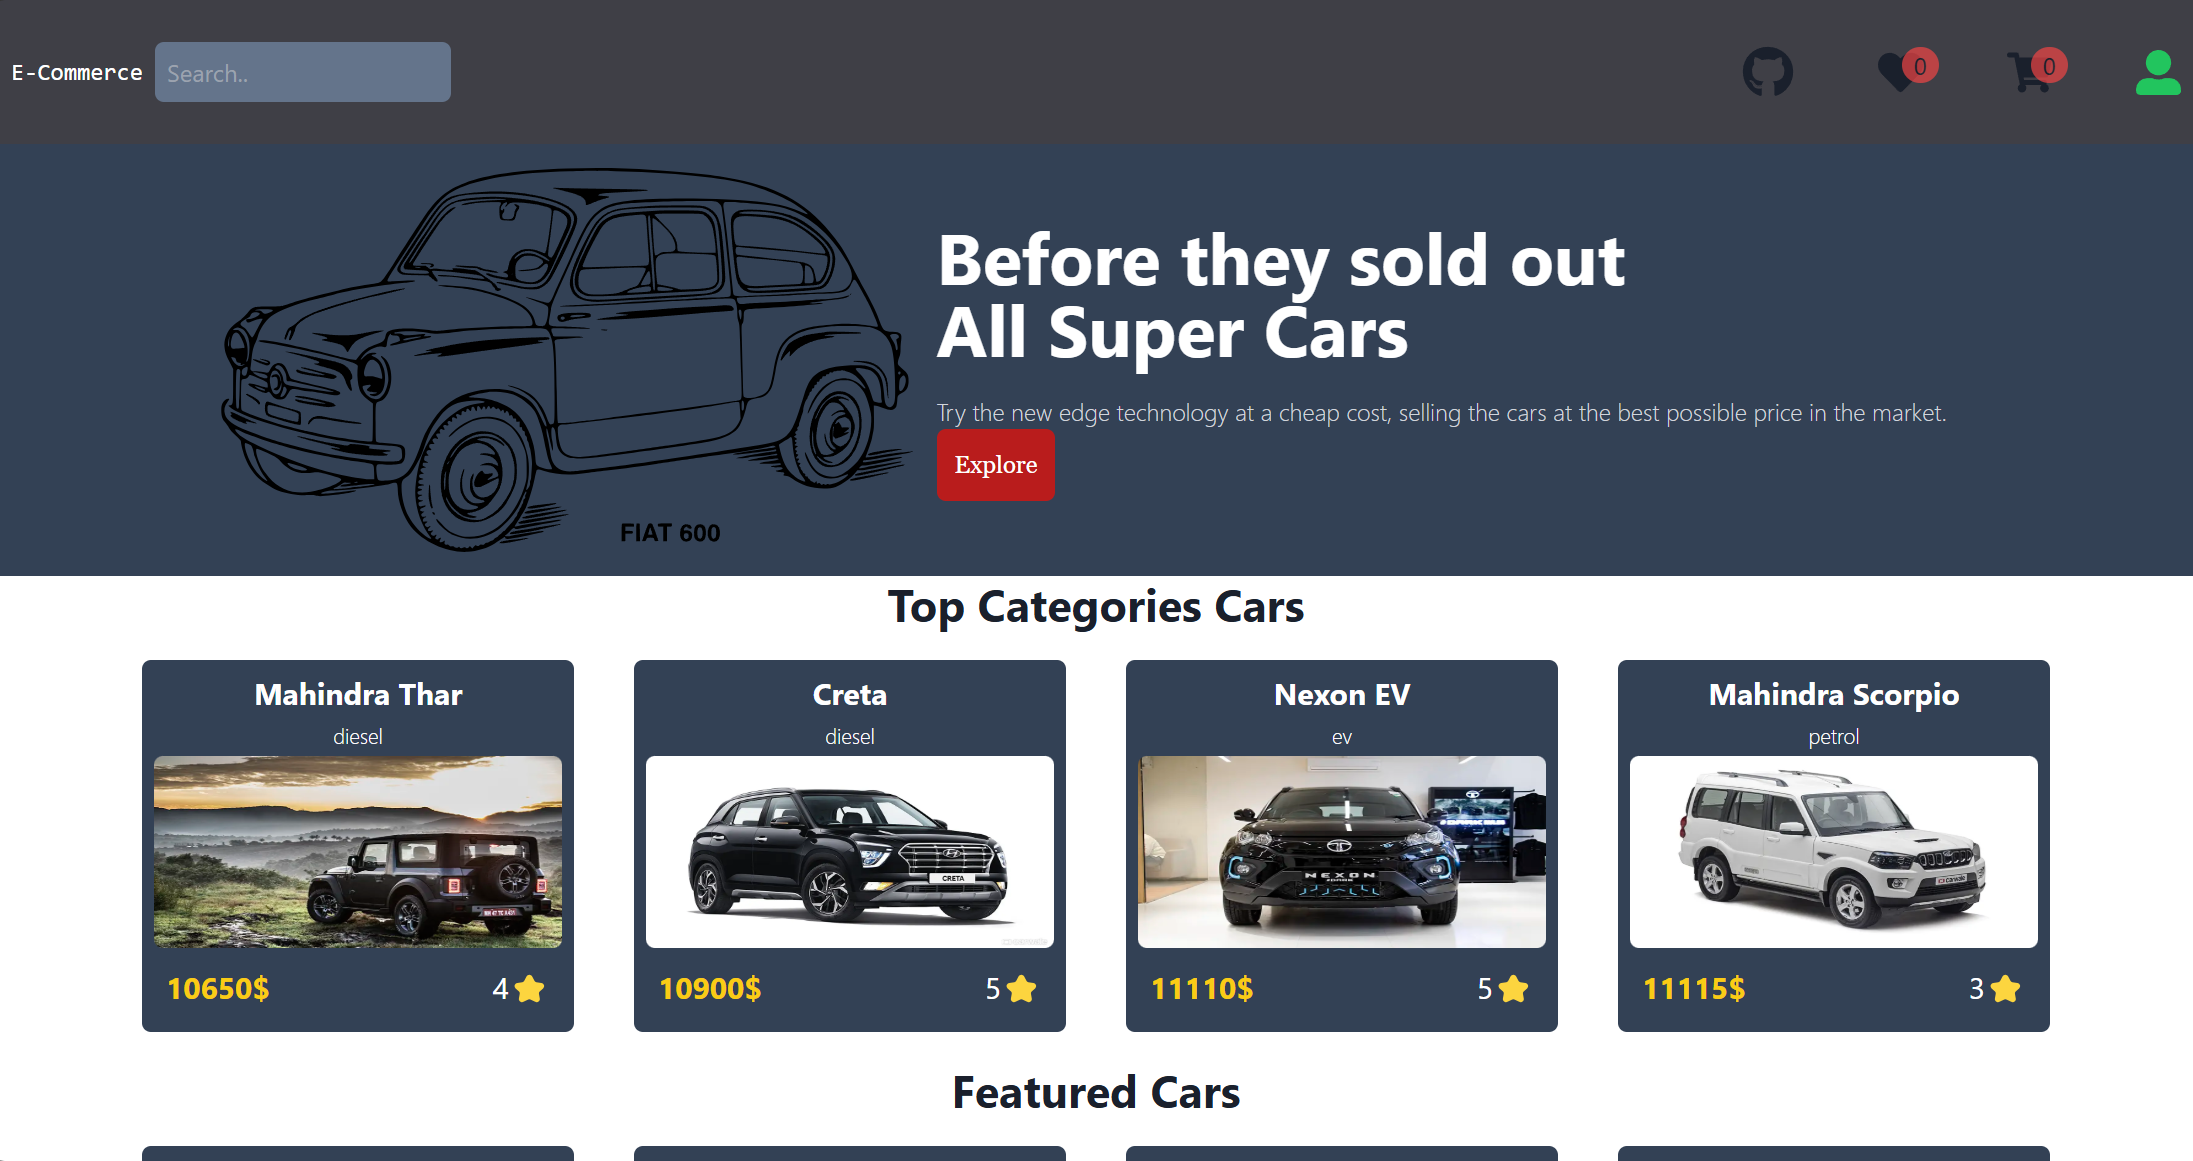 E-Commerce
Search..
0
0
Before they sold out
All Super Cars
Try the new edge technology at a cheap cost, selling the cars at the best possible price in the market.
Explore
FIAT 600
Top Categories Cars
Mahindra Thar
diesel
10650$
4
Creta
diesel
CRETA
10900$
5
Nexon EV
ev
NEXON
11110$
5
Mahindra Scorpio
petrol
carwale
11115$
3
Featured Cars